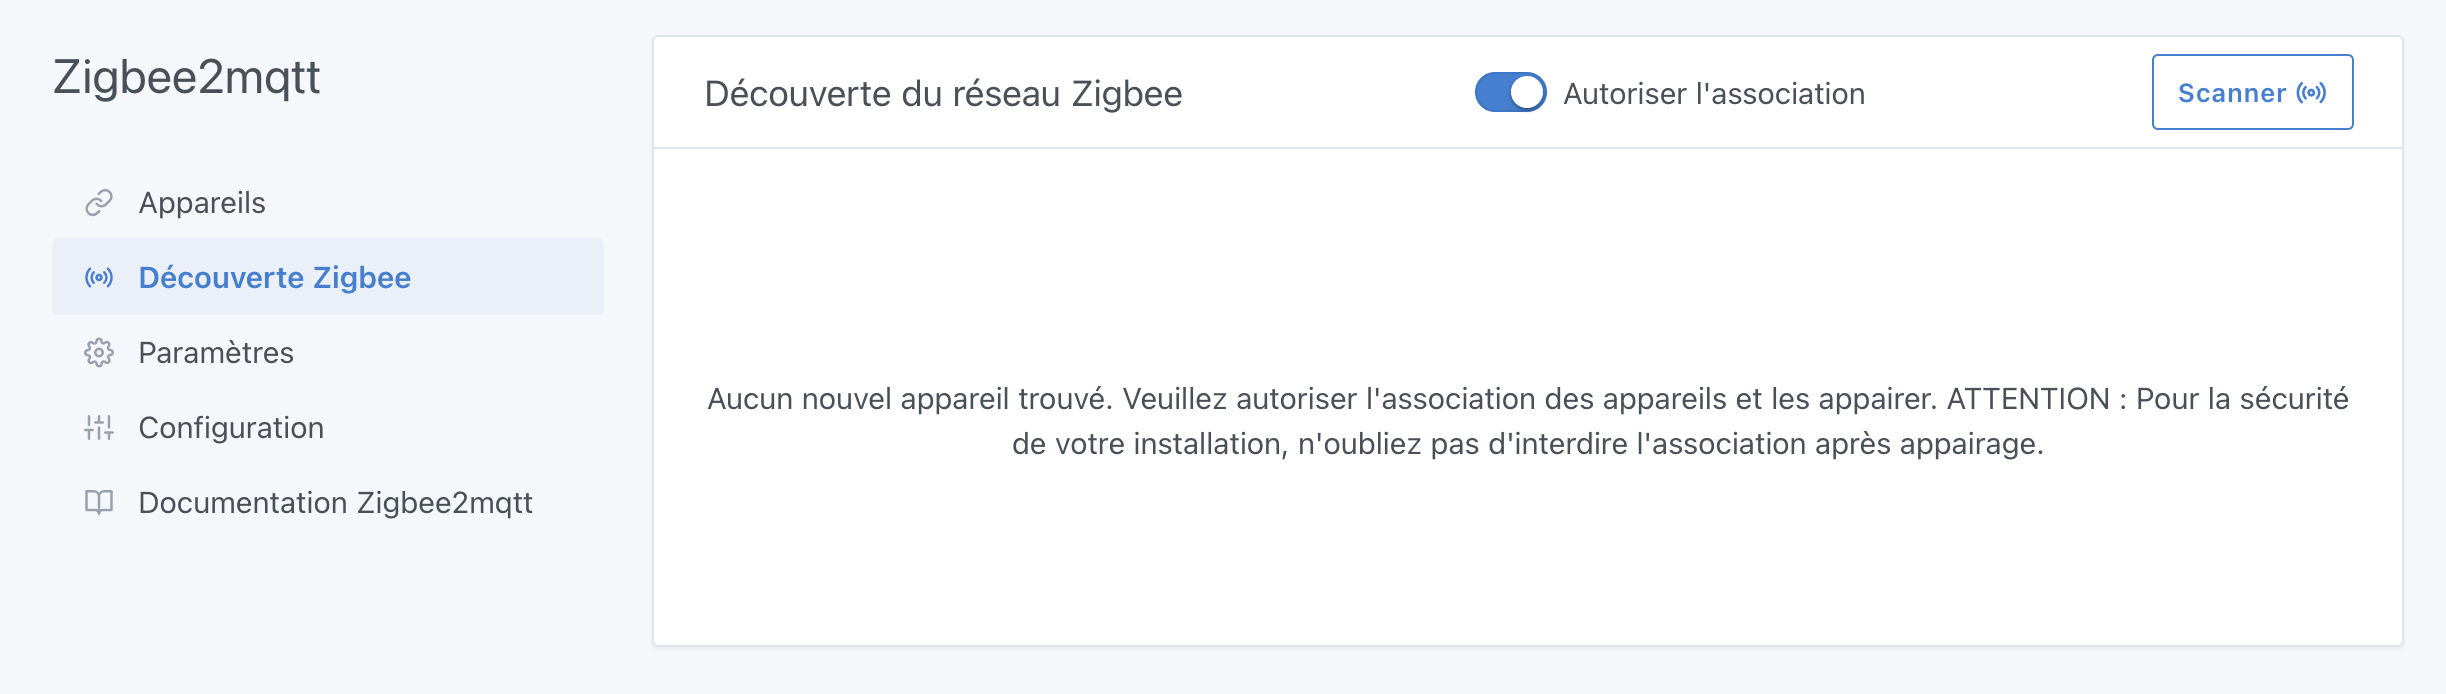 Zigbee2mqtt
Appareils
Découverte Zigbee
Paramètres
Configuration
Documentation Zigbee2mqtt
Découverte du réseau Zigbee
Autoriser l'association
Scanner
Aucun nouvel appareil trouvé. Veuillez autoriser l'association des appareils et les appairer. ATTENTION : Pour la sécurité
de votre installation, n'oubliez pas d'interdire l'association après appairage.